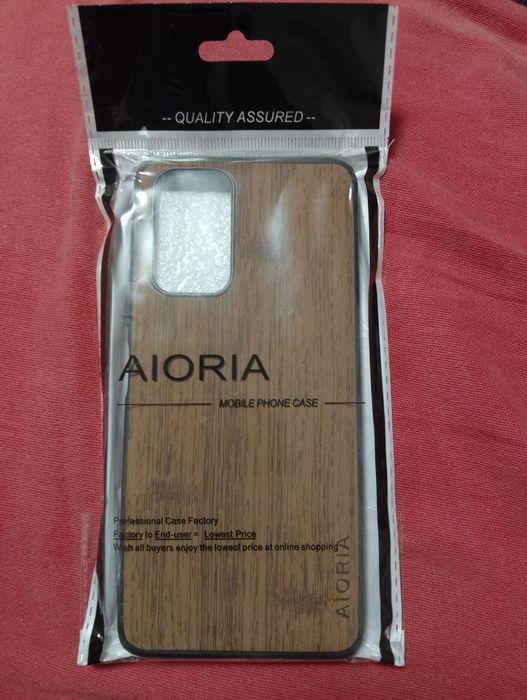 -- QUALITY ASSURED --
AIORIA
MOBILE PHONE CASE
Professional Case Factory
Factory to End-user = Lowest Price
Wish all buyers enjoy the lowest price at online shopping
AIORIA